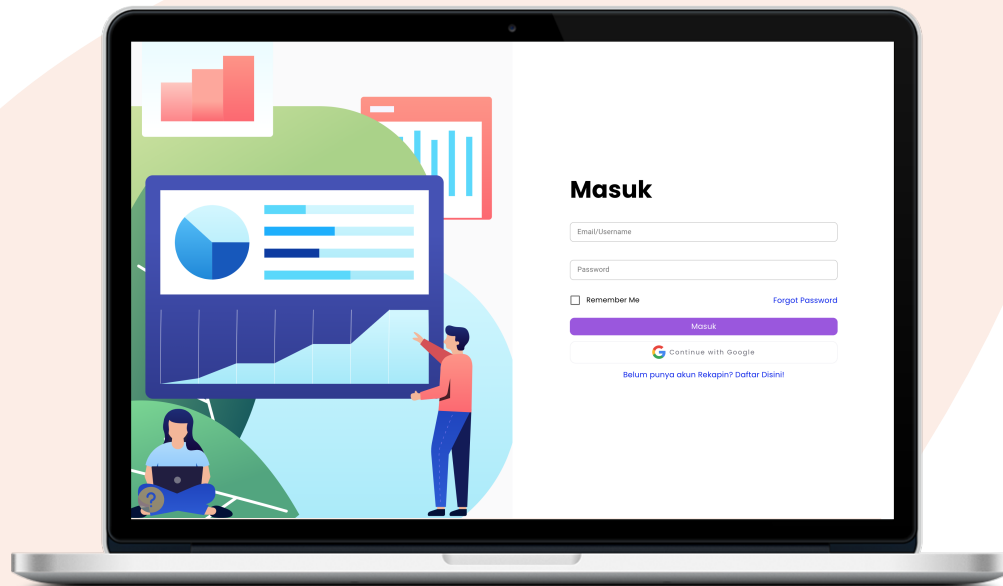 Masuk
Email/Username
Password
Remember Me
Forgot Password
Masuk
Continue with Google
Belum punya akun Rekapin? Daftar Disini!
?